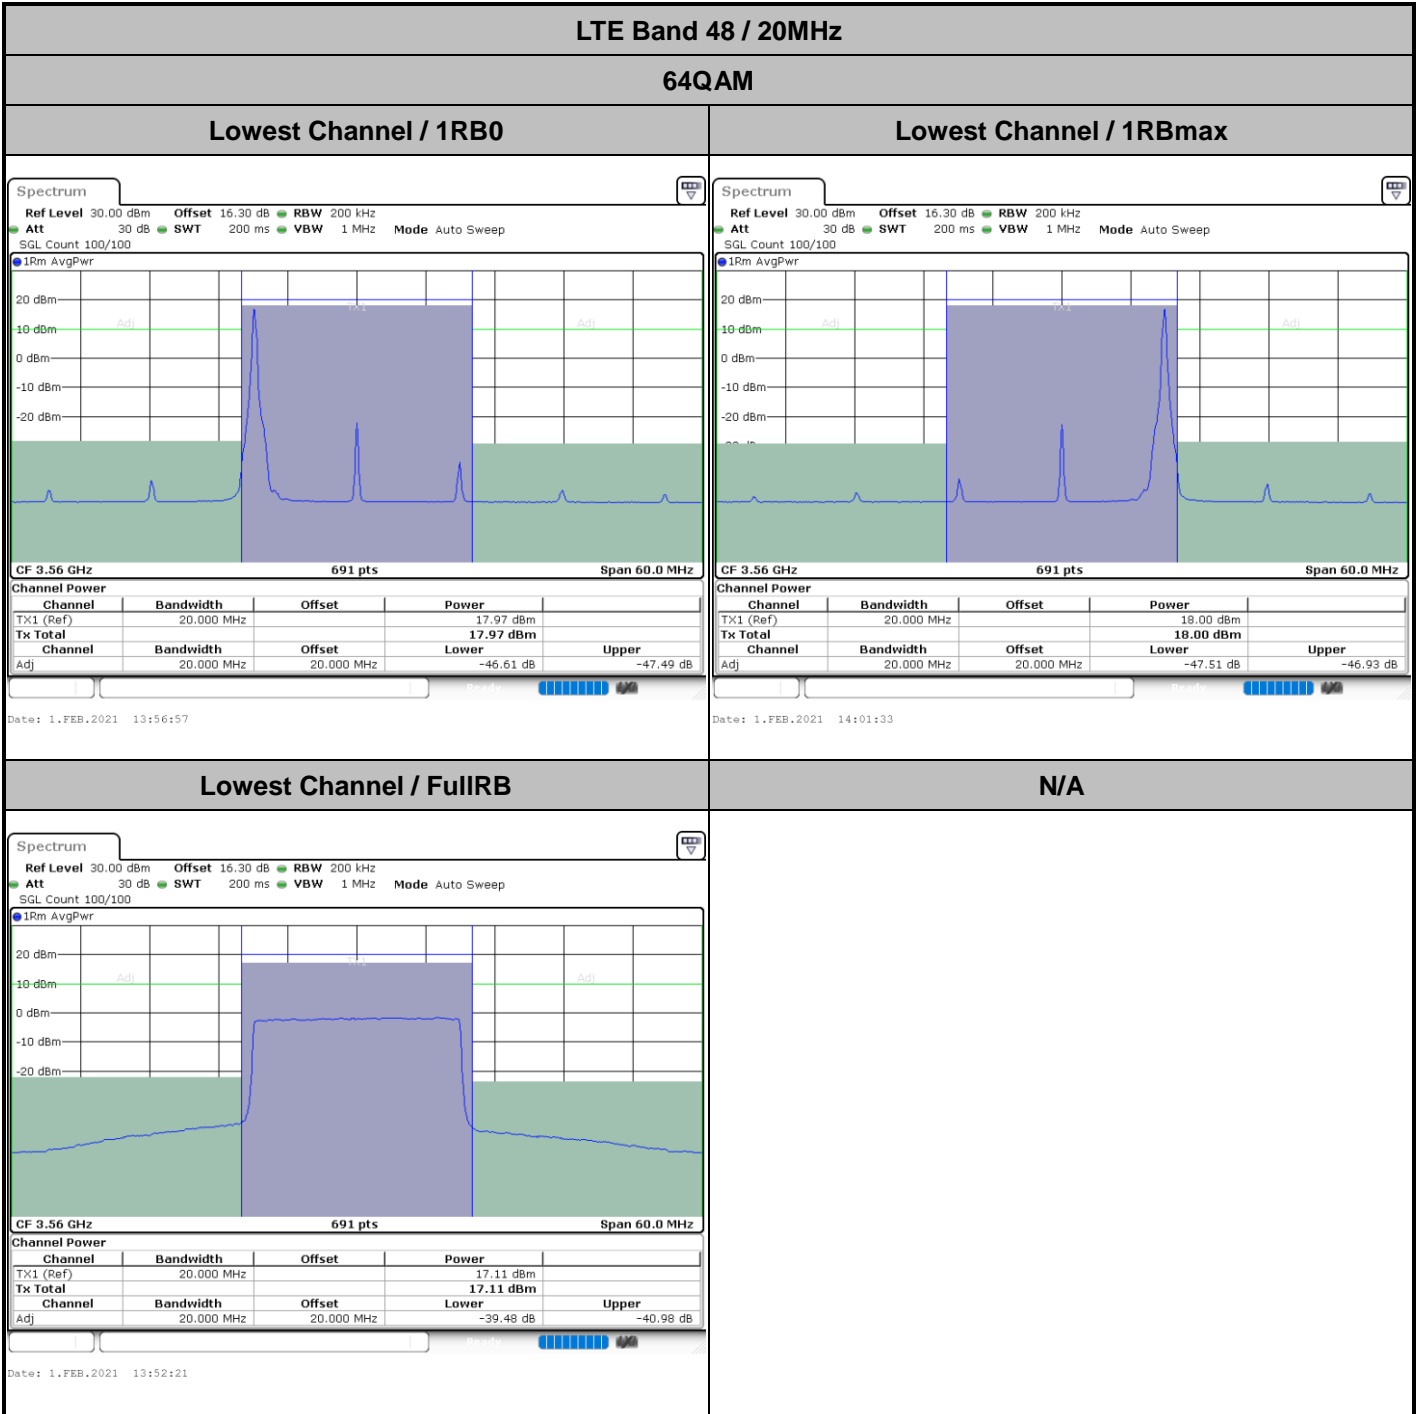 LTE Band 48 / 20MHz
64QAM
Lowest Channel / 1RB0
Lowest Channel / 1RBmax
Spectrum
Ref Level 30.00 dBm Offset 16.30 dB RBW 200 kHz
Att 30 dB SWT 200 ms VBW 1 MHz Mode Auto Sweep
SGL Count 100/100
1Rm AvgPwr
TX1
20 dBm
Adj Adj
10 dBm
0 dBm
-10 dBm
-20 dBm
CF 3.56 GHz 691 pts Span 60.0 MHz
Channel Power
Channel Bandwidth Offset Power
TX1 (Ref) 20.000 MHz 17.97 dBm
Tx Total 17.97 dBm
Channel Bandwidth Offset Lower Upper
Adj 20.000 MHz 20.000 MHz -46.61 dB -47.49 dB
Ready
Date: 1.FEB.2021 13:56:57
Spectrum
Ref Level 30.00 dBm Offset 16.30 dB RBW 200 kHz
Att 30 dB SWT 200 ms VBW 1 MHz Mode Auto Sweep
SGL Count 100/100
1Rm AvgPwr
TX1
20 dBm
Adj Adj
10 dBm
0 dBm
-10 dBm
-20 dBm
CF 3.56 GHz 691 pts Span 60.0 MHz
Channel Power
Channel Bandwidth Offset Power
TX1 (Ref) 20.000 MHz 18.00 dBm
Tx Total 18.00 dBm
Channel Bandwidth Offset Lower Upper
Adj 20.000 MHz 20.000 MHz -47.51 dB -46.93 dB
Ready
Date: 1.FEB.2021 14:01:33
Lowest Channel / FullRB
N/A
Spectrum
Ref Level 30.00 dBm Offset 16.30 dB RBW 200 kHz
Att 30 dB SWT 200 ms VBW 1 MHz Mode Auto Sweep
SGL Count 100/100
1Rm AvgPwr
20 dBm
TX1
Adj Adj
10 dBm
0 dBm
-10 dBm
-20 dBm
CF 3.56 GHz 691 pts Span 60.0 MHz
Channel Power
Channel Bandwidth Offset Power
TX1 (Ref) 20.000 MHz 17.11 dBm
Tx Total 17.11 dBm
Channel Bandwidth Offset Lower Upper
Adj 20.000 MHz 20.000 MHz -39.48 dB -40.98 dB
Ready
Date: 1.FEB.2021 13:52:21